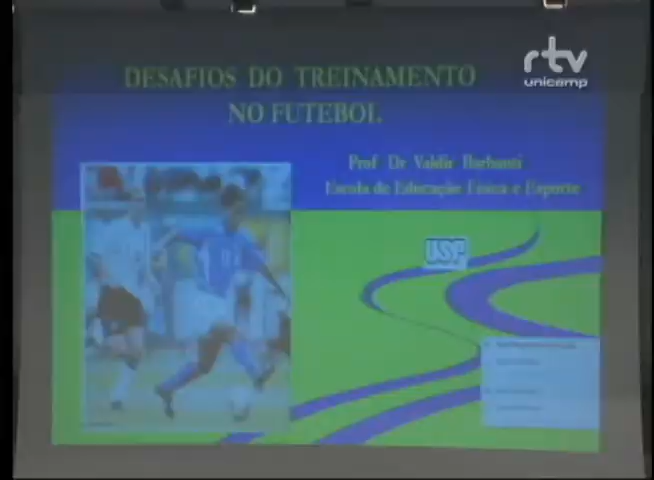 rtv
unicamp
DESAFIOS DO TREINAMENTO
NO FUTEBOL
Prof Dr Valdir Barbanti
Escola de Educação Física e Esporte
USP